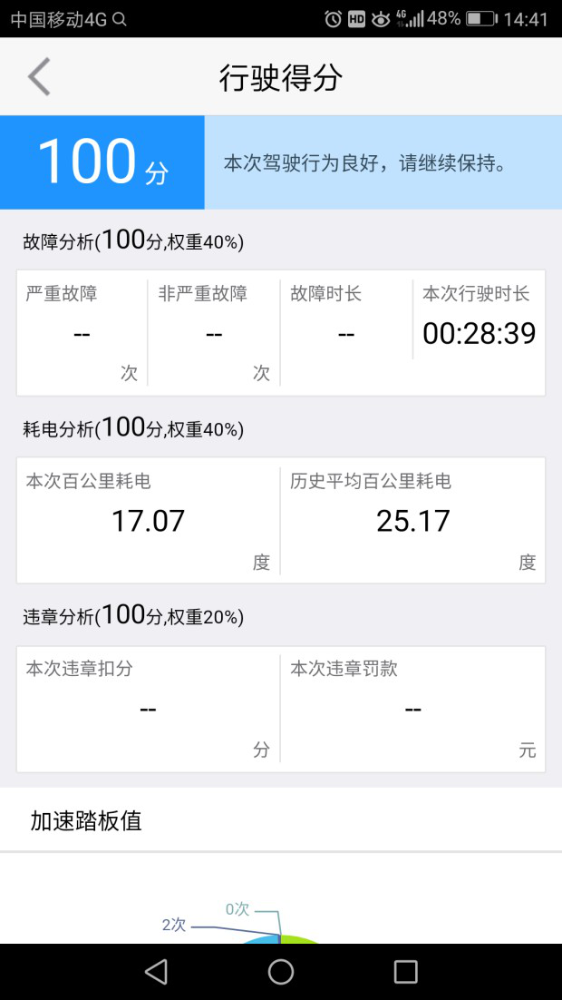 中国移动4G HD 4G 48% 14:41
行驶得分
100分 本次驾驶行为良好，请继续保持。
故障分析(100分,权重40%)
严重故障 非严重故障 故障时长 本次行驶时长
-- -- -- 00:28:39
次 次
耗电分析(100分,权重40%)
本次百公里耗电 历史平均百公里耗电
17.07 25.17
度 度
违章分析(100分,权重20%)
本次违章扣分 本次违章罚款
-- --
分 元
加速踏板值
0次
2次